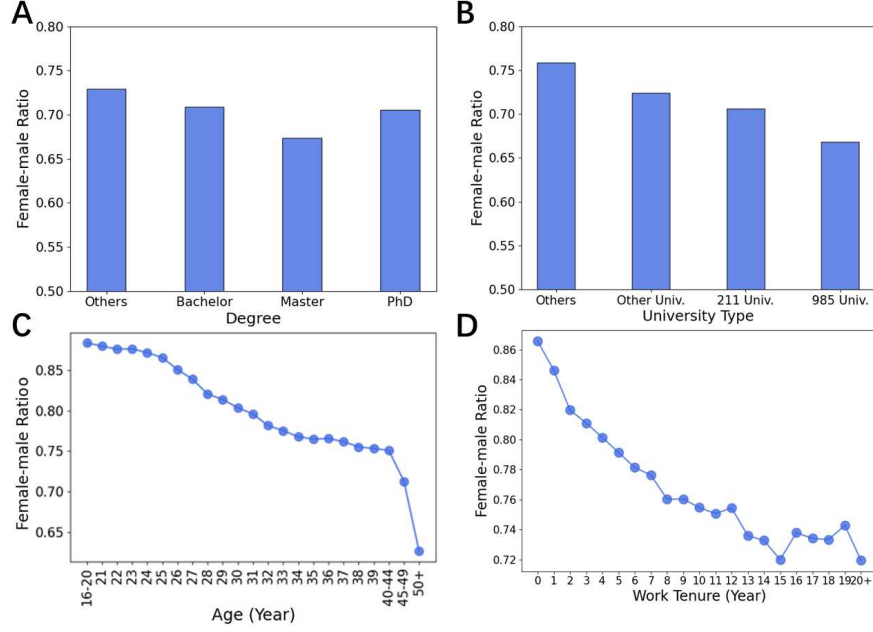 A
0.80
0.75
0.70
0.65
0.60
0.55
0.50
Female-male Ratio
Others Bachelor Master PhD
Degree
B
0.80
0.75
0.70
0.65
0.60
0.55
0.50
Female-male Ratio
Others Other Univ. 211 Univ. 985 Univ.
University Type
C
0.85
0.80
0.75
0.70
0.65
Female-male Ratioo
16-20 21 22 23 24 25 26 27 28 29 30 31 32 33 34 35 36 37 38 39 40-44 45-49 50+
Age (Year)
D
0.86
0.84
0.82
0.80
0.78
0.76
0.74
0.72
Female-male Ratio
0 1 2 3 4 5 6 7 8 9 10 11 12 13 14 15 16 17 18 19 20+
Work Tenure (Year)